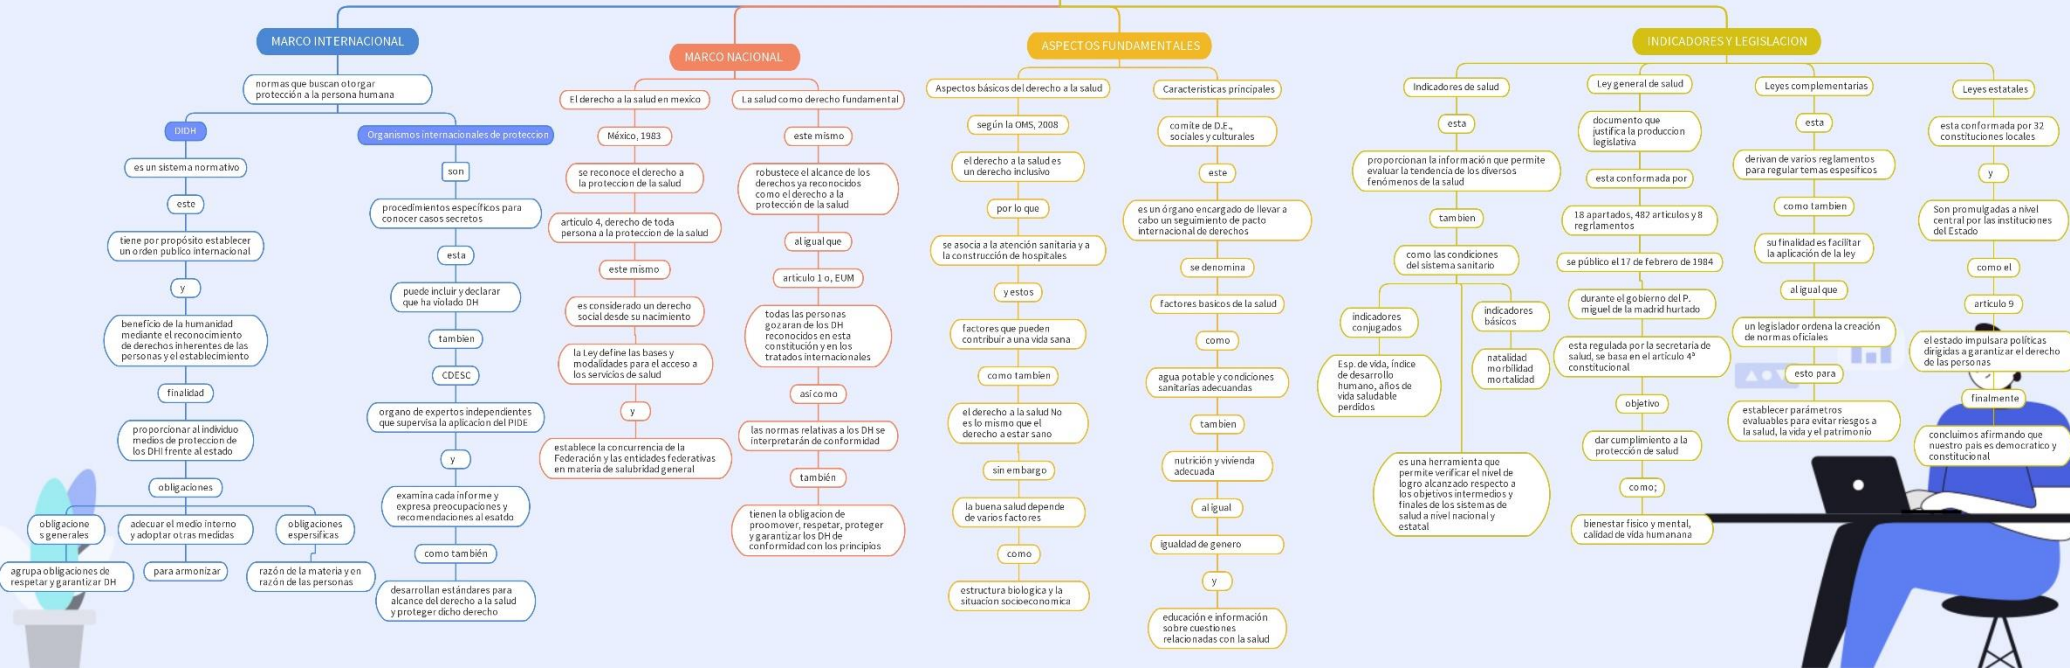 MARCO INTERNACIONAL
normas que buscan otorgar
protección a la persona humana
DIDH
es un sistema normativo
este
tiene por propósito establecer
un orden publico internacional
y
beneficio de la humanidad
mediante el reconocimiento
de derechos inherentes de las
personas y el establecimiento
finalidad
proporcionar al individuo
medios de proteccion de
los DHI frente al estado
obligaciones
obligacione
s generales
agrupa obligaciones de
respetar y garantizar DH
adecuar el medio interno
y adoptar otras medidas
para armonizar
obligaciones
espersificas
razón de la materia y en
razón de las personas
Organismos internacionales de proteccion
son
procedimientos específicos para
conocer casos secretos
esta
puede incluir y declarar
que ha violado DH
tambien
CDESC
organo de expertos independientes
que supervisa la aplicacion del PIDE
y
examina cada informe y
expresa preocupaciones y
recomendaciones al esatdo
como también
desarrollan estándares para
alcance del derecho a la salud
y proteger dicho derecho
MARCO NACIONAL
El derecho a la salud en mexico
México, 1983
se reconoce el derecho a
la proteccion de la salud
articulo 4, derecho de toda
persona a la proteccion de la salud
este mismo
es considerado un derecho
social desde su nacimiento
la Ley define las bases y
modalidades para el acceso a
los servicios de salud
y
establece la concurrencia de la
Federación y las entidades federativas
en materia de salubridad general
La salud como derecho fundamental
este mismo
robustece el alcance de los
derechos ya reconocidos
como el derecho a la
protección de la salud
al igual que
articulo 1 o, EUM
todas las personas
gozaran de los DH
reconocidos en esta
constitución y en los
tratados internacionales
asi como
las normas relativas a los DH se
interpretarán de conformidad
también
tienen la obligacion de
proomover, respetar, proteger
y garantizar los DH de
conformidad con los principios
ASPECTOS FUNDAMENTALES
Aspectos básicos del derecho a la salud
según la OMS, 2008
el derecho a la salud es
un derecho inclusivo
por lo que
se asocia a la atención sanitaria y a
la construcción de hospitales
y estos
factores que pueden
contribuir a una vida sana
como tambien
el derecho a la salud No
es lo mismo que el
derecho a estar sano
sin embargo
la buena salud depende
de varios factores
como
estructura biologica y la
situacíon socioeconomica
Caracteristicas principales
comite de D.E.,
sociales y culturales
este
es un órgano encargado de llevar a
cabo un seguimiento de pacto
internacional de derechos
se denomina
factores basicos de la salud
como
agua potable y condiciones
sanitarias adecuandas
tambien
nutrición y vivienda
adecuada
al igual
igualdad de genero
y
educación e información
sobre cuestiones
relacionadas con la salud
INDICADORES Y LEGISLACION
Indicadores de salud
esta
proporcionan la información que permite
evaluar la tendencia de los diversos
fenómenos de la salud
tambien
como las condiciones
del sistema sanitario
indicadores
conjugados
Esp. de vida, índice
de desarrollo
humano, años de
vida saludable
perdidos
es una herramienta que
permite verificar el nivel de
logro alcanzado respecto a
los objetivos intermedios y
finales de los sistemas de
salud a nivel nacional y
estatal
indicadores
básicos
natalidad
morbilidad
mortalidad
Ley general de salud
documento que
justifica la produccion
legislativa
esta conformada por
18 apartados, 482 articulos y 8
regrlamentos
se público el 17 de febrero de 1984
durante el gobierno del P.
miguel de la madrid hurtado
esta regulada por la secretaría de
salud, se basa en el artículo 4ª
constitucional
objetivo
dar cumplimiento a la
protección de salud
como;
bienestar fisico y mental,
calidad de vida humanana
Leyes complementarias
esta
derivan de varios reglamentos
para regular temas espesificos
como tambien
su finalidad es facilitar
la aplicación de la ley
al igual que
un legislador ordena la creación
de normas oficiales
esto para
establecer parámetros
evaluables para evitar riesgos a
la salud, la vida y el patrimonio
Leyes estatales
esta conformada por 32
constituciones locales
y
Son promulgadas a nivel
central por las instituciones
del Estado
como el
articulo 9
el estado impulsara políticas
dirigidas a garantizar el derecho
de las personas
finalmente
concluimos afirmando que
nuestro pais es democratico y
constitucional